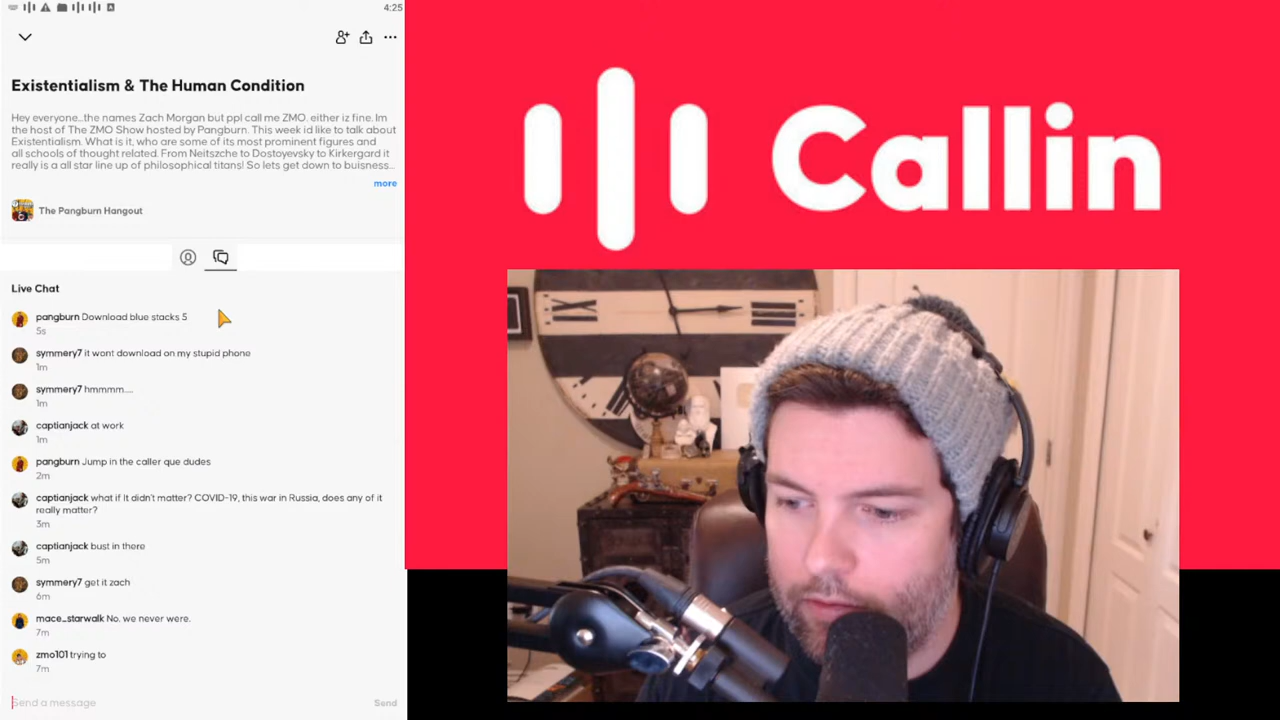 4:25
Existentialism & The Human Condition
Hey everyone...the names Zach Morgan but ppl call me ZMO. either iz fine. Im
the host of The ZMO Show hosted by Pangburn. This week id like to talk about
Existentialism. What is it, who are some of its most prominent figures and
all schools of thought related. From Neitszche to Dostoyevsky to Kirkergard it
really is a all star line up of philosophical titans! So lets get down to buisness...
more
The Pangburn Hangout
Live Chat
pangburn Download blue stacks 5
5s
symmery7 it wont download on my stupid phone
1m
symmery7 hmmmm....
1m
captianjack at work
1m
pangburn Jump in the caller que dudes
2m
captianjack what if It didn't matter? COVID-19, this war in Russia, does any of it
really matter?
3m
captianjack bust in there
5m
symmery7 get it zach
6m
mace_starwalk No. we never were.
7m
zmo101 trying to
7m
Send a message
Send
Callin